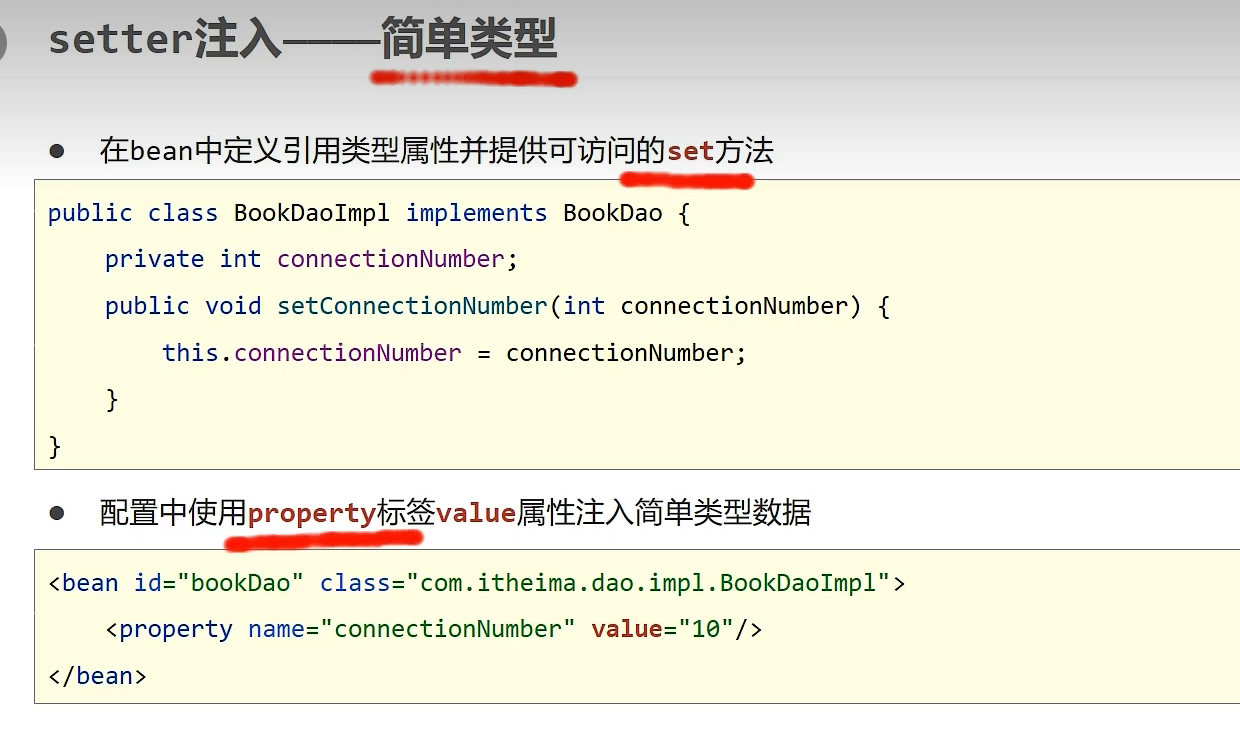 setter注入————简单类型
● 在bean中定义引用类型属性并提供可访问的set方法
public class BookDaoImpl implements BookDao {
    private int connectionNumber;
    public void setConnectionNumber(int connectionNumber) {
        this.connectionNumber = connectionNumber;
    }
}
● 配置中使用property标签value属性注入简单类型数据
<bean id="bookDao" class="com.itheima.dao.impl.BookDaoImpl">
    <property name="connectionNumber" value="10"/>
</bean>